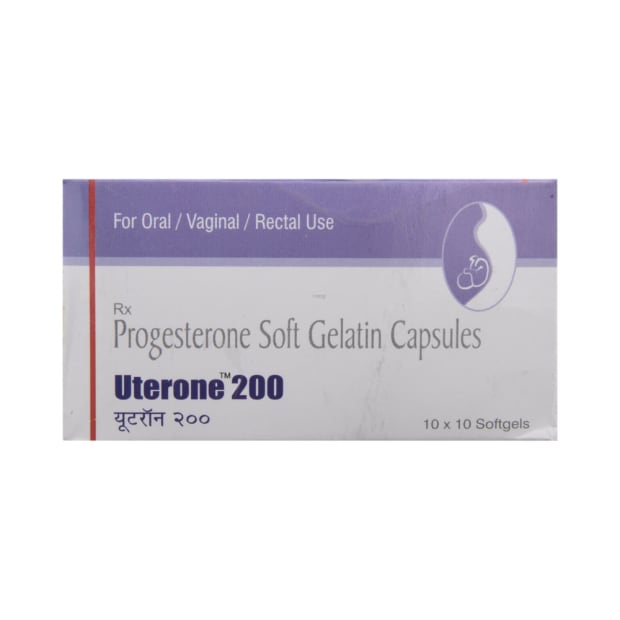 For Oral / Vaginal / Rectal Use
Rx
Progesterone Soft Gelatin Capsules
Uterone™ 200
यूटरॉन २००
10 x 10 Softgels